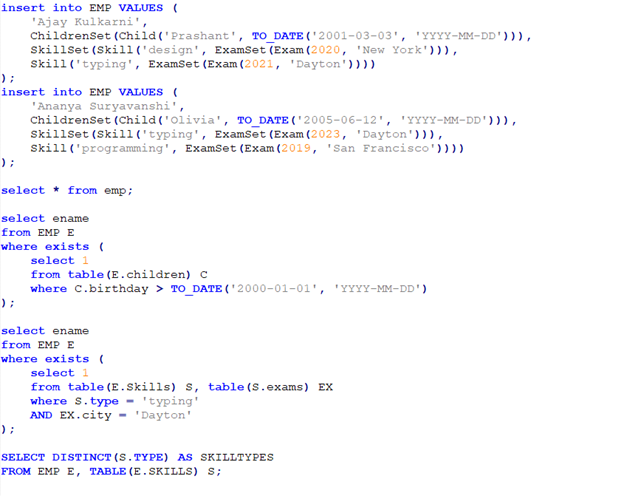 insert into EMP VALUES (
    'Ajay Kulkarni',
    ChildrenSet(Child('Prashant', TO_DATE('2001-03-03', 'YYYY-MM-DD'))),
    SkillSet(Skill('design', ExamSet(Exam(2020, 'New York'))),
    Skill('typing', ExamSet(Exam(2021, 'Dayton'))))
);
insert into EMP VALUES (
    'Ananya Suryavanshi',
    ChildrenSet(Child('Olivia', TO_DATE('2005-06-12', 'YYYY-MM-DD'))),
    SkillSet(Skill('typing', ExamSet(Exam(2023, 'Dayton'))),
    Skill('programming', ExamSet(Exam(2019, 'San Francisco'))))
);
select * from emp;
select ename
from EMP E
where exists (
    select 1
    from table(E.children) C
    where C.birthday > TO_DATE('2000-01-01', 'YYYY-MM-DD')
);
select ename
from EMP E
where exists (
    select 1
    from table(E.Skills) S, table(S.exams) EX
    where S.type = 'typing'
    AND EX.city = 'Dayton'
);
SELECT DISTINCT(S.TYPE) AS SKILLTYPES
FROM EMP E, TABLE(E.SKILLS) S;